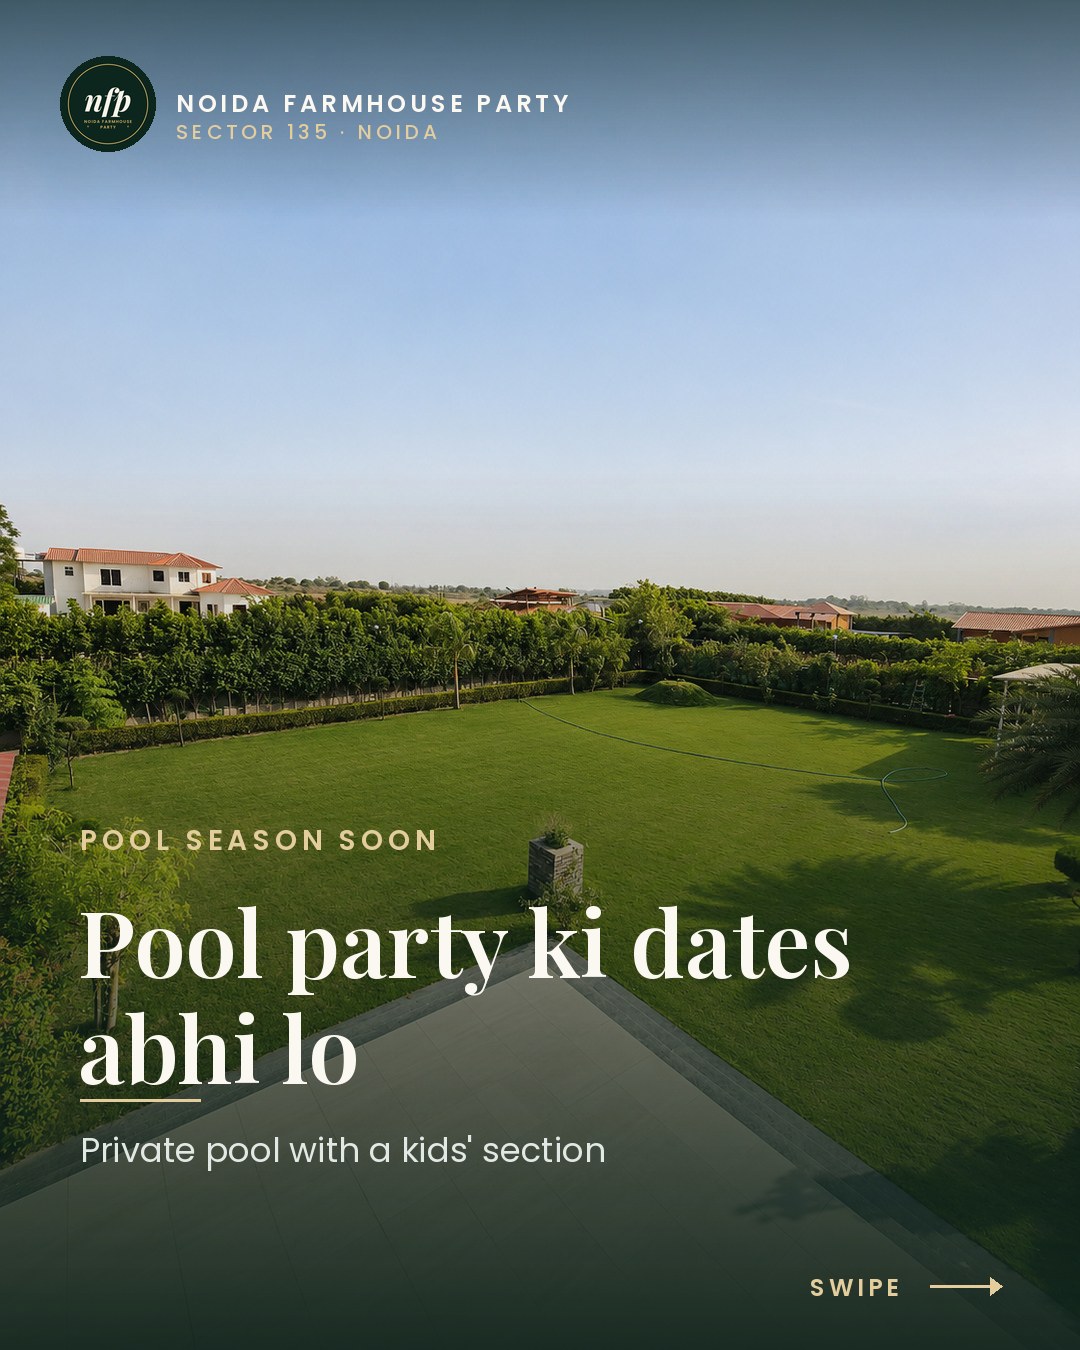 nfp
NOIDA FARMHOUSE
PARTY
NOIDA FARMHOUSE PARTY
SECTOR 135 · NOIDA
POOL SEASON SOON
Pool party ki dates
abhi lo
Private pool with a kids' section
SWIPE